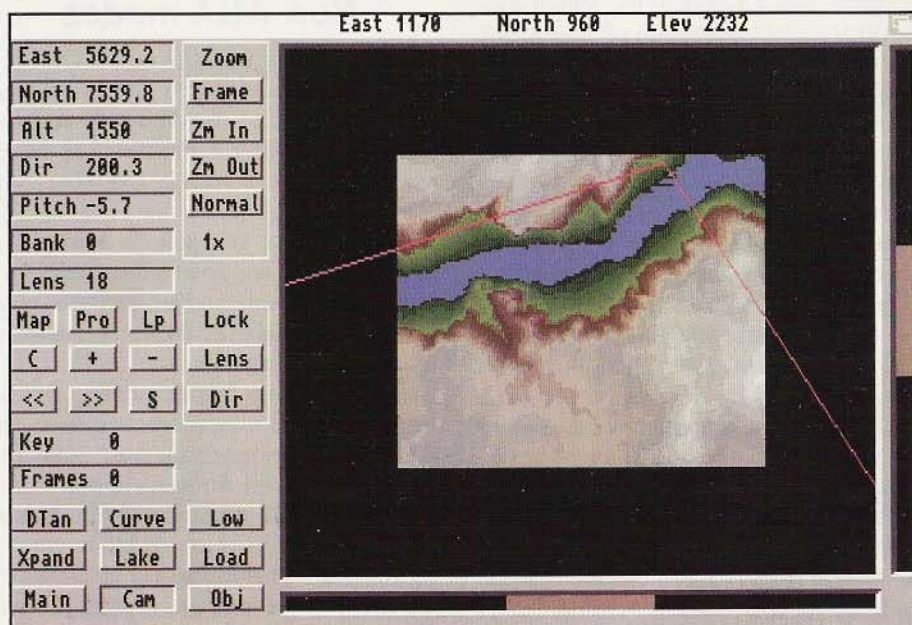 East 1170 North 960 Elev 2232
East 5629.2
North 7559.8
Alt 1550
Dir 200.3
Pitch -5.7
Bank 0
Lens 18
Zoom
Frame
Zm In
Zm Out
Normal
1x
Map Pro Lp
C + -
<< >> S
Lock
Lens
Dir
Key 0
Frames 0
DTan Curve Low
Xpand Lake Load
Main Cam Obj